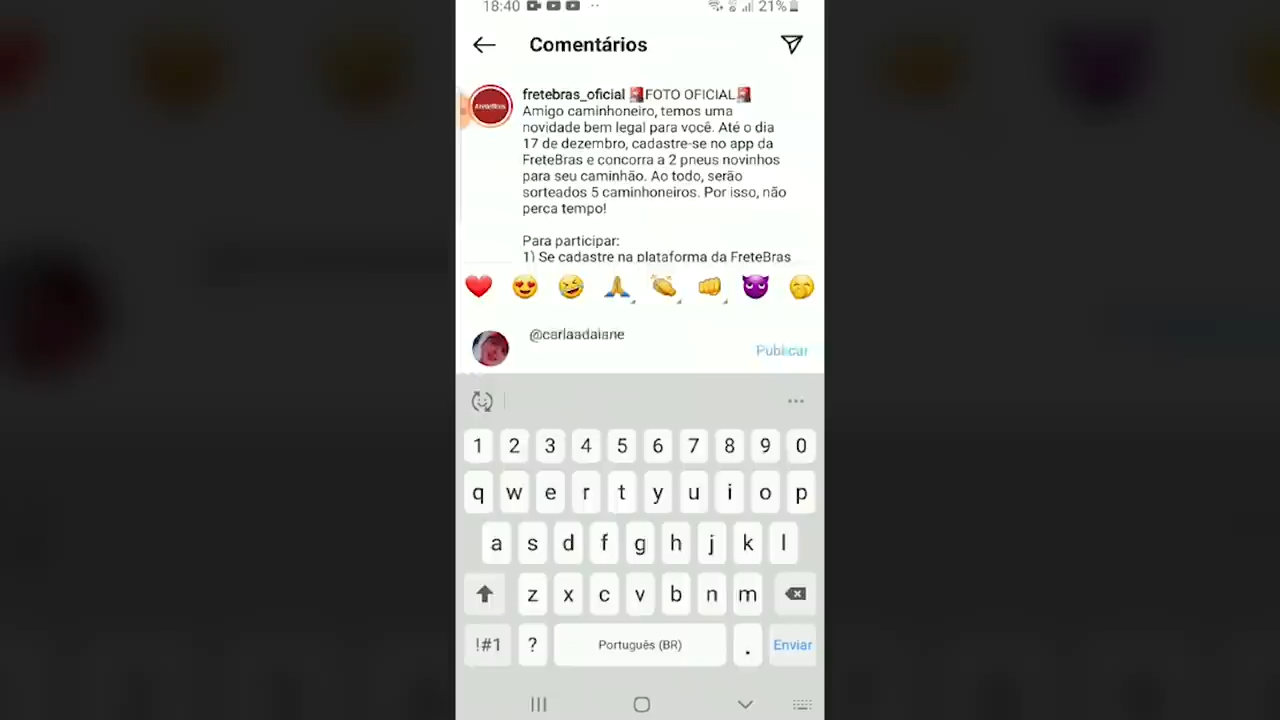 18:40 21%
Comentários
fretebras_oficial 🚨FOTO OFICIAL🚨
Amigo caminhoneiro, temos uma
novidade bem legal para você. Até o dia
17 de dezembro, cadastre-se no app da
FreteBras e concorra a 2 pneus novinhos
para seu caminhão. Ao todo, serão
sorteados 5 caminhoneiros. Por isso, não
perca tempo!
Para participar:
1) Se cadastre na plataforma da FreteBras
@carlaadaiane
Publicar
1 2 3 4 5 6 7 8 9 0
q w e r t y u i o p
a s d f g h j k l
z x c v b n m
!#1 ? Português (BR) . Enviar